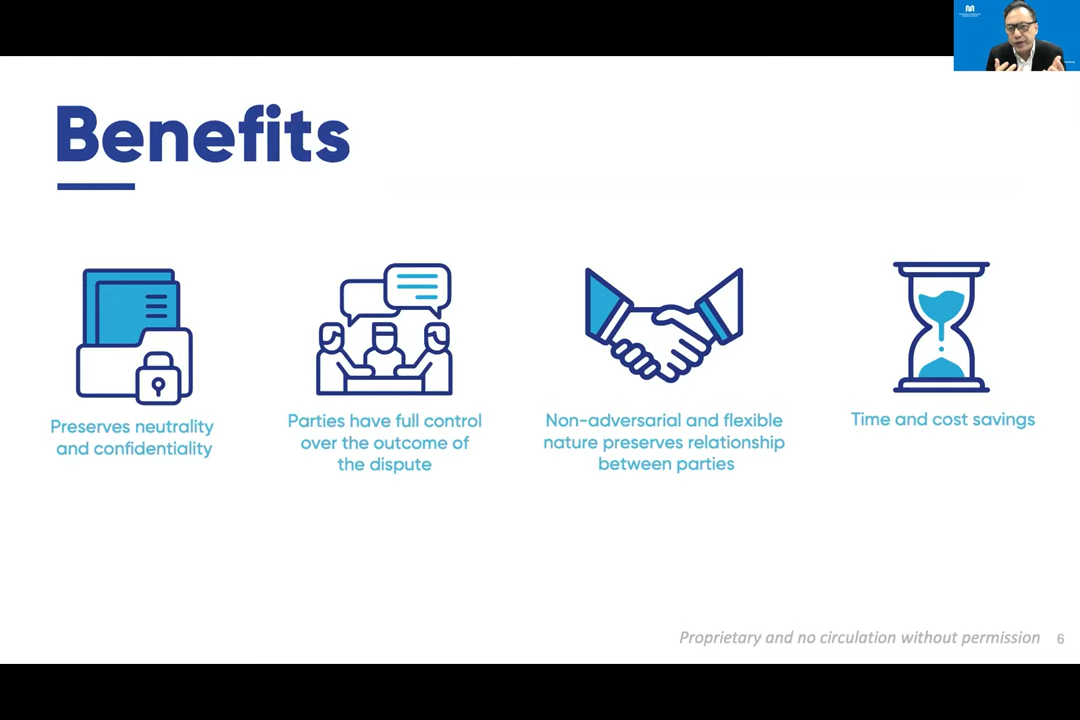 Benefits
Preserves neutrality
and confidentiality
Parties have full control
over the outcome of
the dispute
Non-adversarial and flexible
nature preserves relationship
between parties
Time and cost savings
Proprietary and no circulation without permission
6